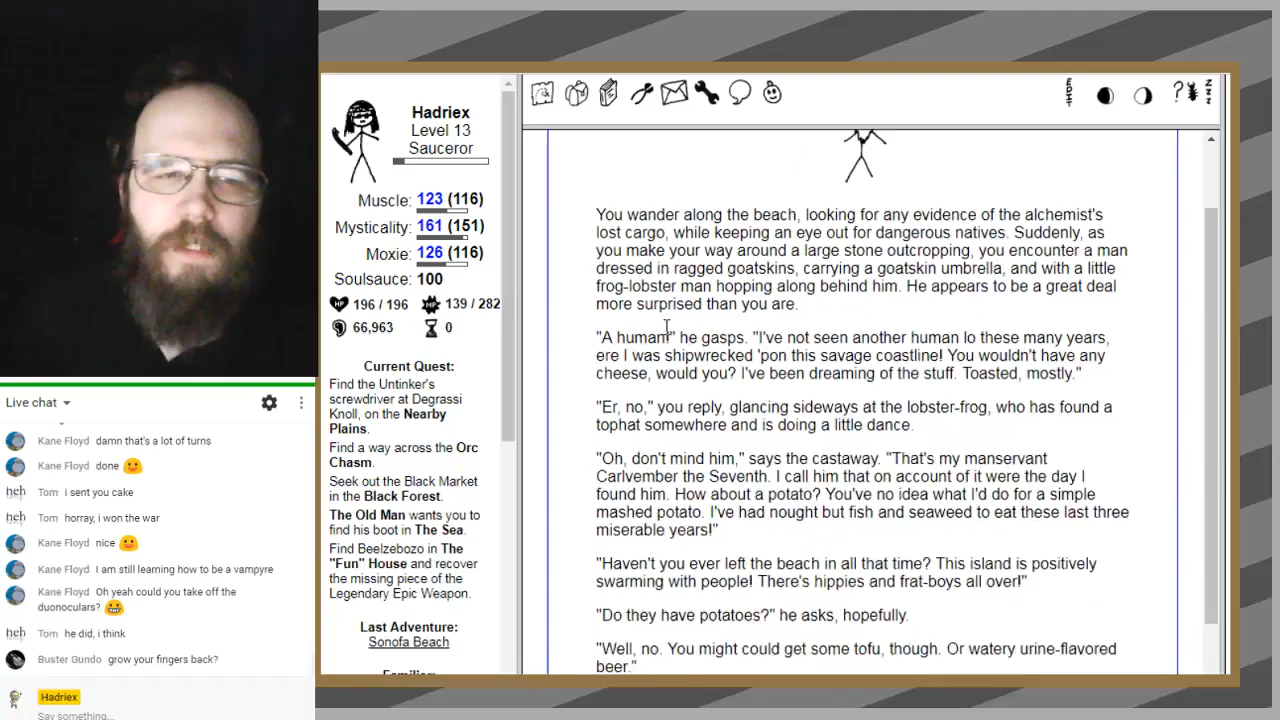 Hadriex
Level 13
Sauceror
Muscle: 123 (116)
Mysticality: 161 (151)
Moxie: 126 (116)
Soulsauce: 100
196 / 196
139 / 282
66,963
0
Current Quest:
Find the Untinker's
screwdriver at Degrassi
Knoll, on the Nearby
Plains.
Find a way across the Orc
Chasm.
Seek out the Black Market
in the Black Forest.
The Old Man wants you to
find his boot in The Sea.
Find Beelzebozo in The
"Fun" House and recover
the missing piece of the
Legendary Epic Weapon.
Last Adventure:
Sonofa Beach
EDIT
?
ZZZ
You wander along the beach, looking for any evidence of the alchemist's
lost cargo, while keeping an eye out for dangerous natives. Suddenly, as
you make your way around a large stone outcropping, you encounter a man
dressed in ragged goatskins, carrying a goatskin umbrella, and with a little
frog-lobster man hopping along behind him. He appears to be a great deal
more surprised than you are.
"A human!" he gasps. "I've not seen another human lo these many years,
ere I was shipwrecked 'pon this savage coastline! You wouldn't have any
cheese, would you? I've been dreaming of the stuff. Toasted, mostly."
"Er, no," you reply, glancing sideways at the lobster-frog, who has found a
tophat somewhere and is doing a little dance.
"Oh, don't mind him," says the castaway. "That's my manservant
Carlvember the Seventh. I call him that on account of it were the day I
found him. How about a potato? You've no idea what I'd do for a simple
mashed potato. I've had nought but fish and seaweed to eat these last three
miserable years!"
"Haven't you ever left the beach in all that time? This island is positively
swarming with people! There's hippies and frat-boys all over!"
"Do they have potatoes?" he asks, hopefully.
"Well, no. You might could get some tofu, though. Or watery urine-flavored
beer."
Live chat
Kane Floyd damn that's a lot of turns
Kane Floyd done
heh Tom i sent you cake
heh Tom horray, i won the war
Kane Floyd nice
Kane Floyd I am still learning how to be a vampyre
Kane Floyd Oh yeah could you take off the
duonoculars?
heh Tom he did, i think
Buster Gundo grow your fingers back?
Hadriex
Say something...